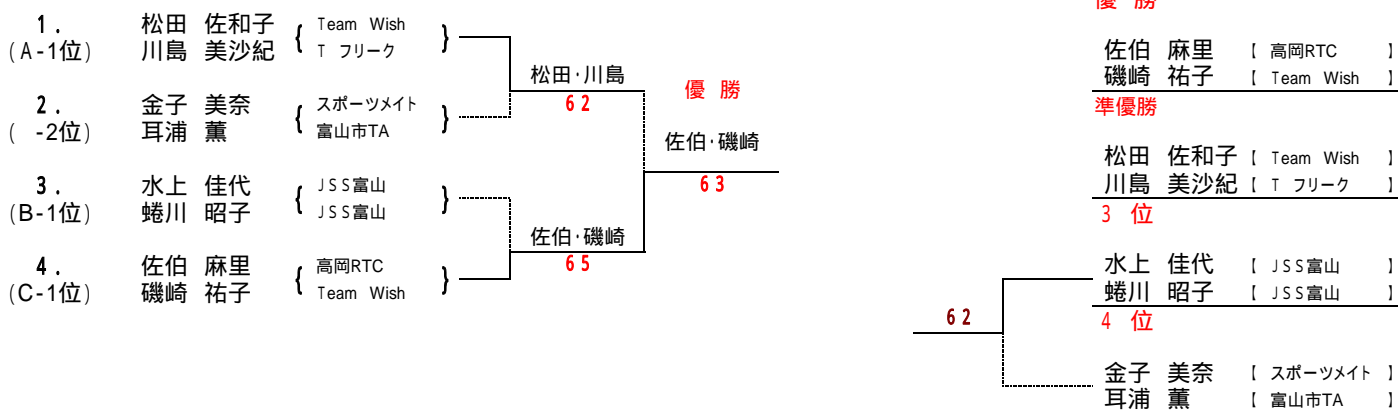 1. 松田 佐和子 { Team Wish }
(A-1位) 川島 美沙紀 T フリーク
松田・川島
62
2. 金子 美奈 { スポーツメイト }
( -2位) 耳浦 薫 富山市TA
優 勝
佐伯・磯崎
63
3. 水上 佳代 { JSS富山 }
(B-1位) 蜷川 昭子 JSS富山
佐伯・磯崎
65
4. 佐伯 麻里 { 高岡RTC }
(C-1位) 磯崎 祐子 Team Wish
優 勝
佐伯 麻里 【 高岡RTC 】
磯崎 祐子 【 Team Wish 】
準優勝
松田 佐和子 【 Team Wish 】
川島 美沙紀 【 T フリーク 】
3 位
水上 佳代 【 JSS富山 】
蜷川 昭子 【 JSS富山 】
62
4 位
金子 美奈 【 スポーツメイト 】
耳浦 薫 【 富山市TA 】